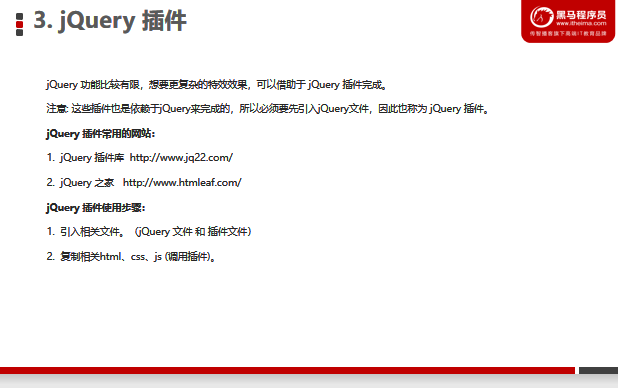 3. jQuery 插件
黑马程序员
www.itheima.com
传智播客旗下高端IT教育品牌
jQuery 功能比较有限，想要更复杂的特效效果，可以借助于 jQuery 插件完成。
注意: 这些插件也是依赖于jQuery来完成的，所以必须要先引入jQuery文件，因此也称为 jQuery 插件。
jQuery 插件常用的网站：
1. jQuery 插件库 http://www.jq22.com/
2. jQuery 之家 http://www.htmleaf.com/
jQuery 插件使用步骤：
1. 引入相关文件。（jQuery 文件 和 插件文件）
2. 复制相关html、css、js (调用插件)。